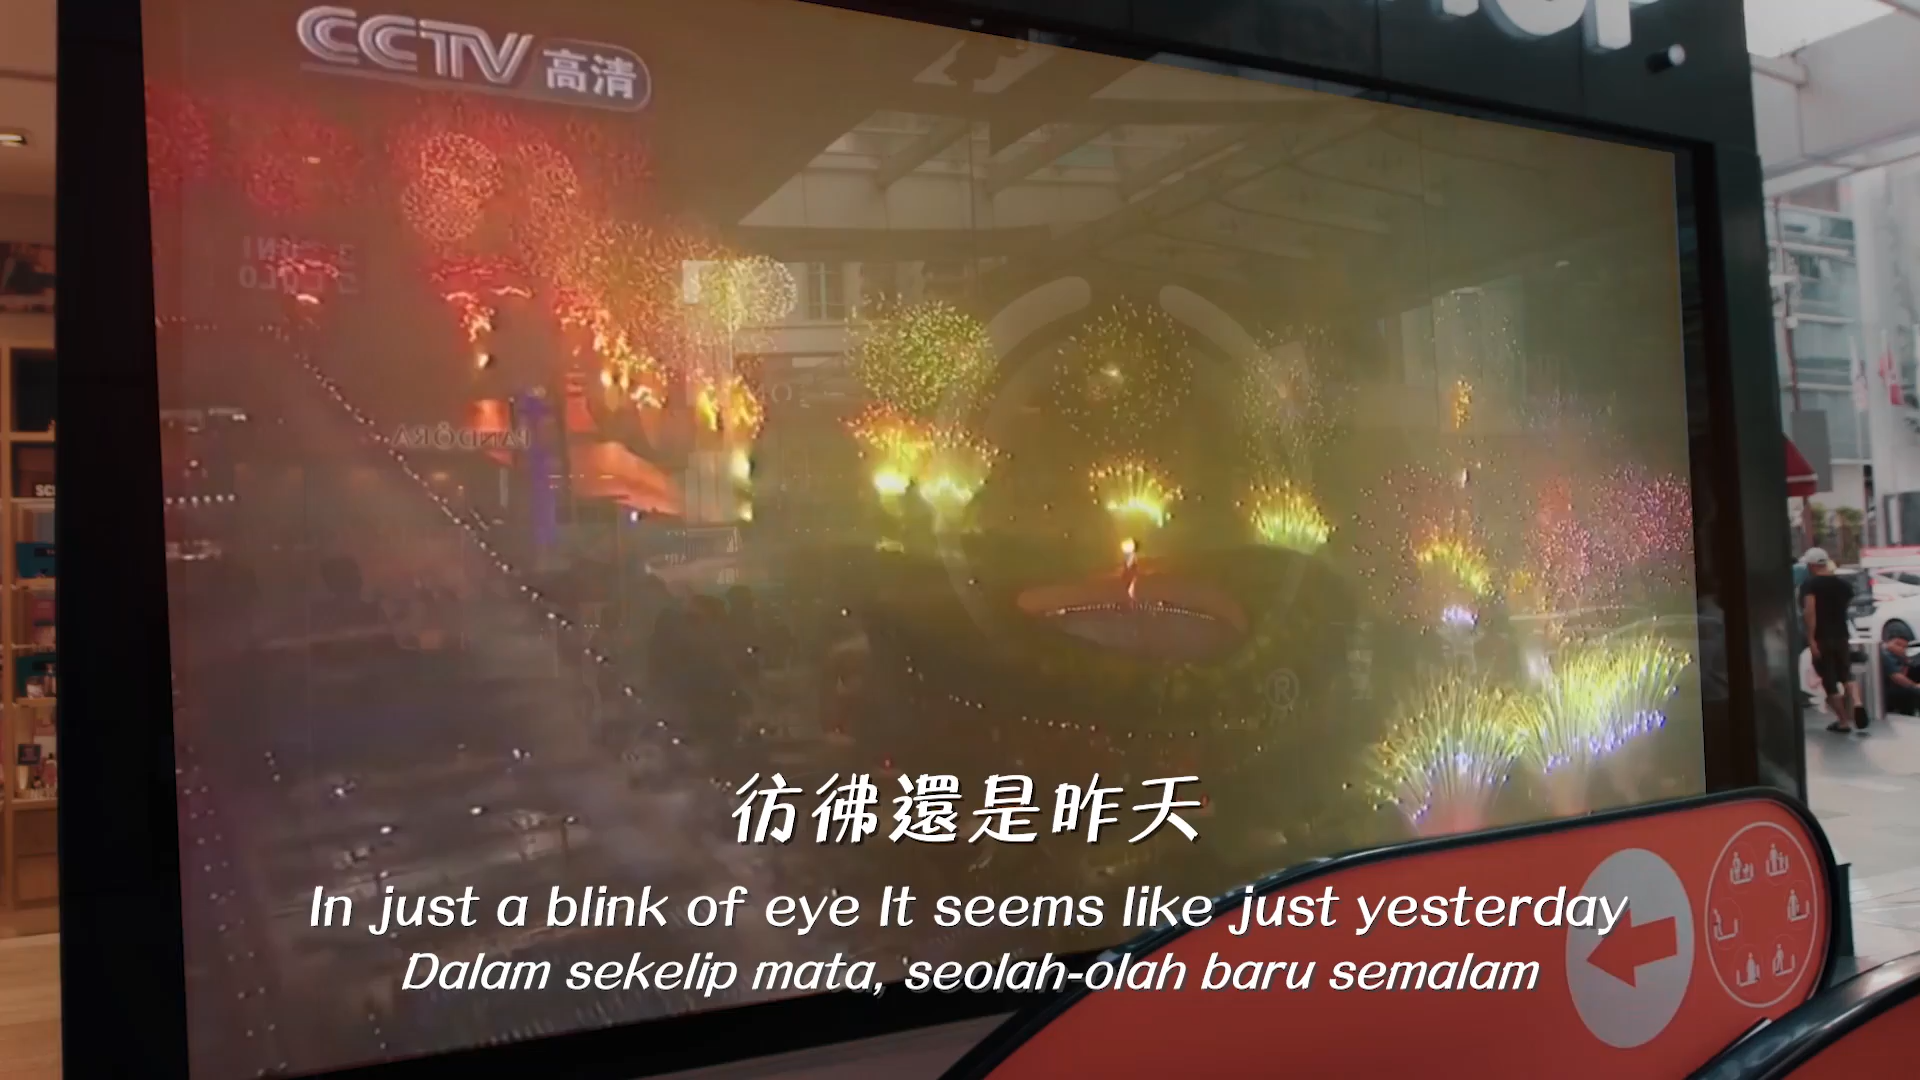 CCTV 高清
PANDÓRA
®
彷彿還是昨天
In just a blink of eye It seems like just yesterday
Dalam sekelip mata, seolah-olah baru semalam